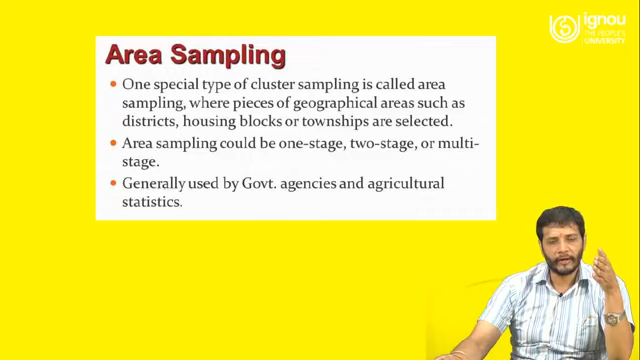 ignou
THE PEOPLE'S
UNIVERSITY
Area Sampling
• One special type of cluster sampling is called area
sampling, where pieces of geographical areas such as
districts, housing blocks or townships are selected.
• Area sampling could be one-stage, two-stage, or multi-
stage.
• Generally used by Govt. agencies and agricultural
statistics.